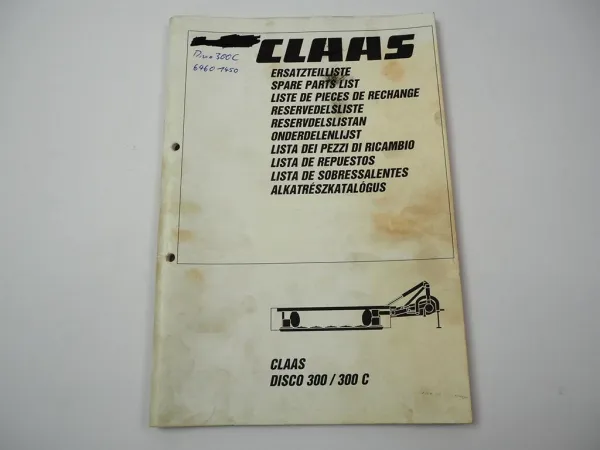 CLAAS
Disco 300C
6960-1450
ERSATZTEILLISTE
SPARE PARTS LIST
LISTE DE PIECES DE RECHANGE
RESERVEDELSLISTE
RESERVDELSLISTAN
ONDERDELENLIJST
LISTA DEI PEZZI DI RICAMBIO
LISTA DE REPUESTOS
LISTA DE SOBRESSALENTES
ALKATRÉSZKATALÓGUS
CLAAS
DISCO 300 / 300 C